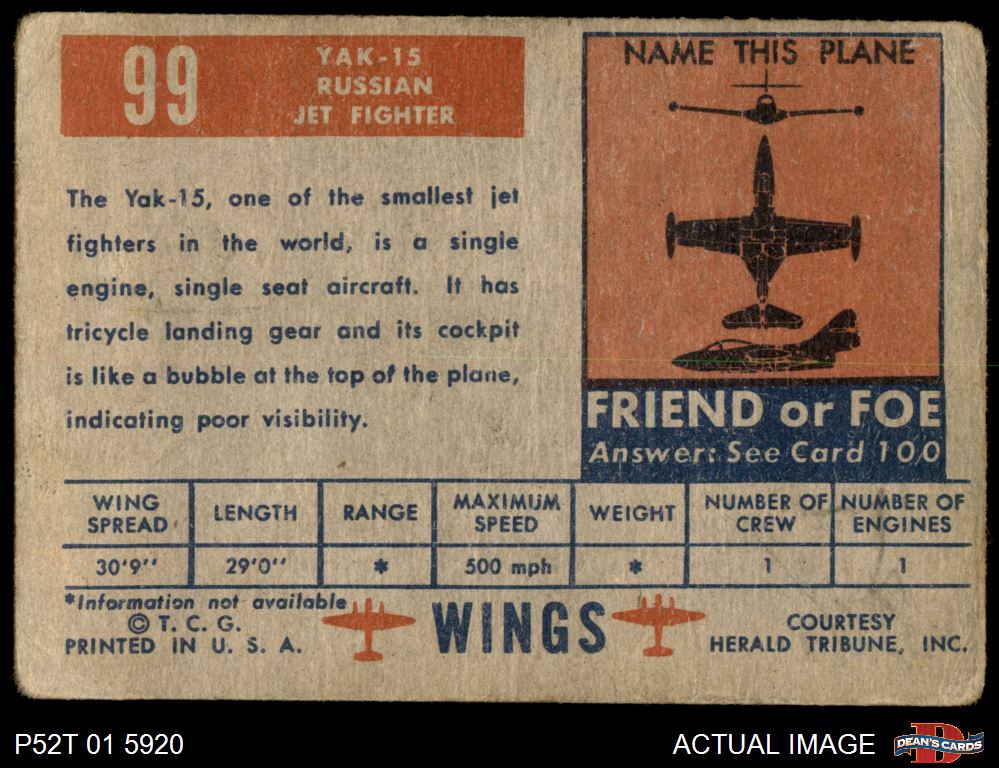 99
YAK-15
RUSSIAN
JET FIGHTER
The Yak-15, one of the smallest jet
fighters in the world, is a single
engine, single seat aircraft. It has
tricycle landing gear and its cockpit
is like a bubble at the top of the plane,
indicating poor visibility.
NAME THIS PLANE
FRIEND or FOE
Answer: See Card 100
WING SPREAD
LENGTH
RANGE
MAXIMUM SPEED
WEIGHT
NUMBER OF CREW
NUMBER OF ENGINES
30'9''
29'0''
*
500 mph
*
1
1
*Information not available
© T. C. G.
PRINTED IN U. S. A.
WINGS
COURTESY
HERALD TRIBUNE, INC.
P52T 01 5920
ACTUAL IMAGE
D
DEAN'S CARDS